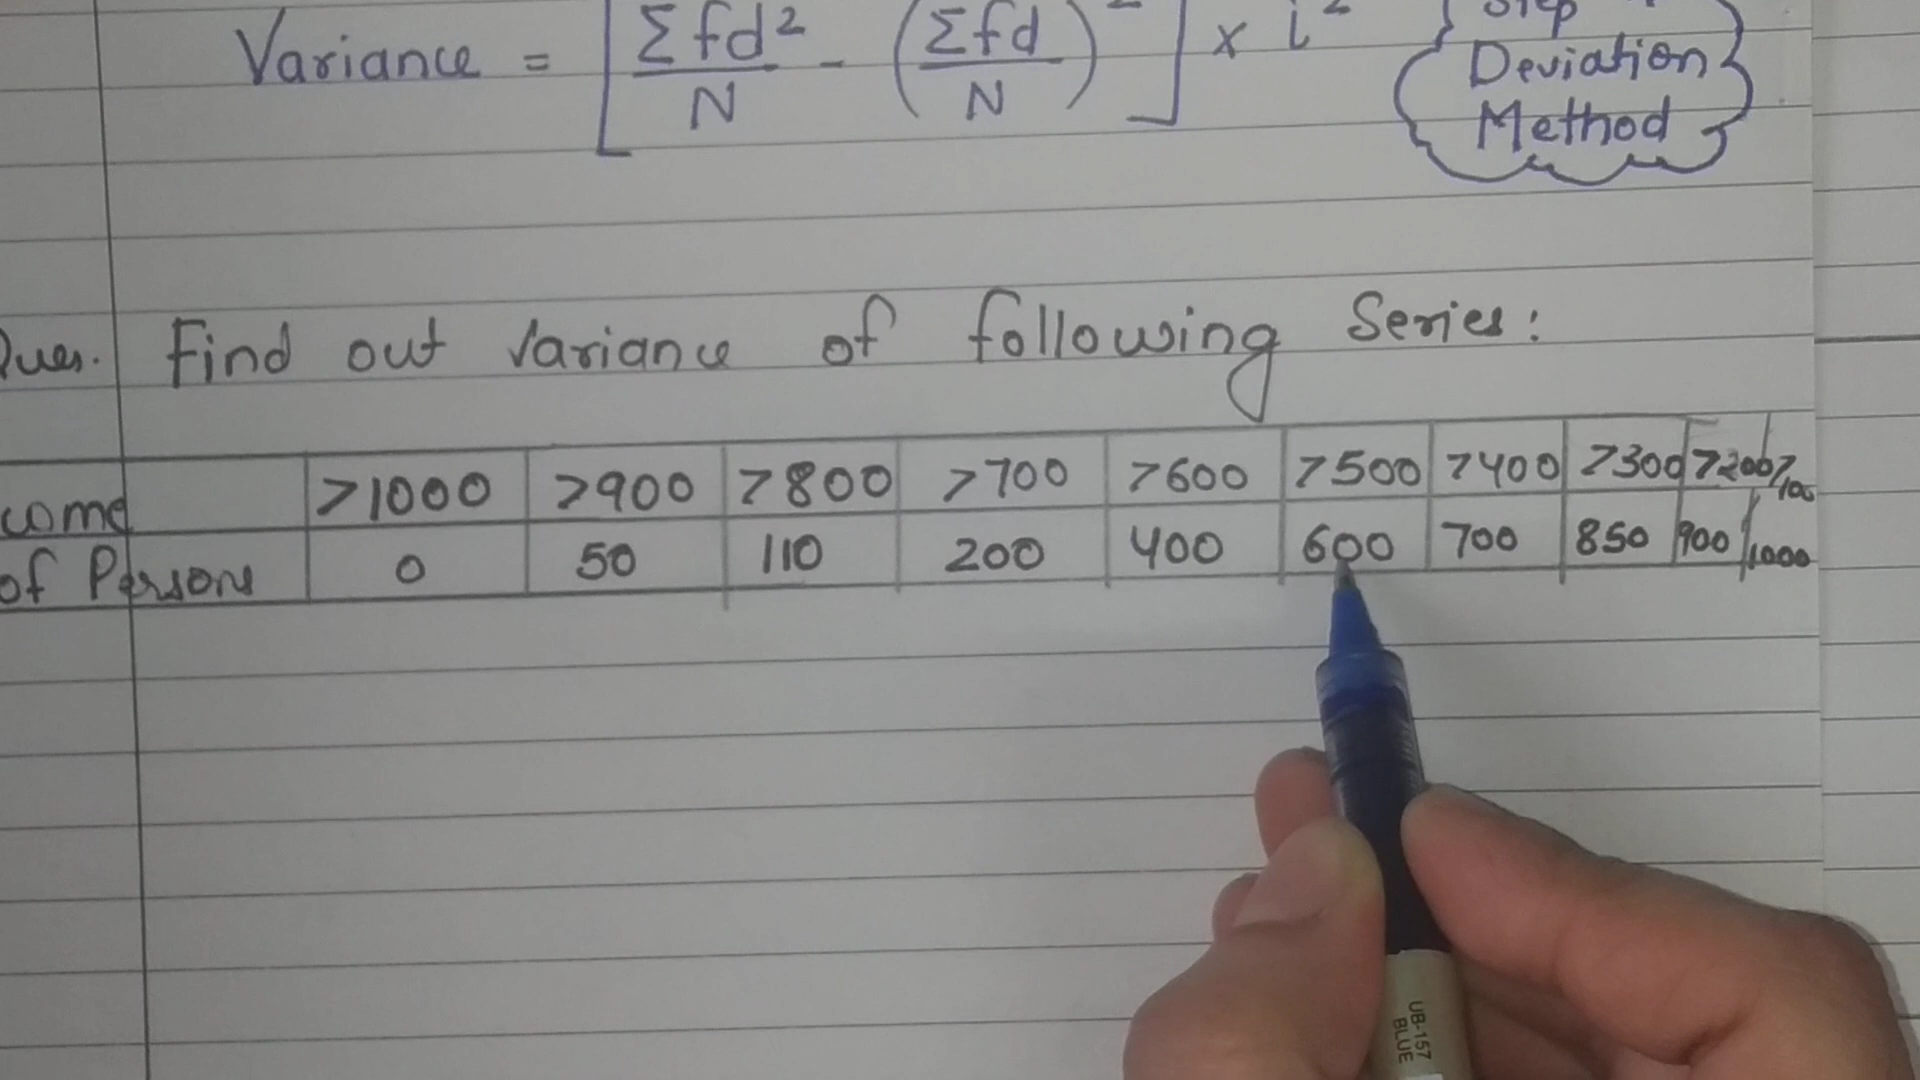 Variance = [ Σfd² / N - ( Σfd / N )² ] × i²
Step
Deviation
Method
Ques. Find out Variance of following Series:
come >1000 >900 >800 >700 >600 >500 >400 >300 >200 >100
of Persons 0 50 110 200 400 600 700 850 900 1000
UB-157
BLUE